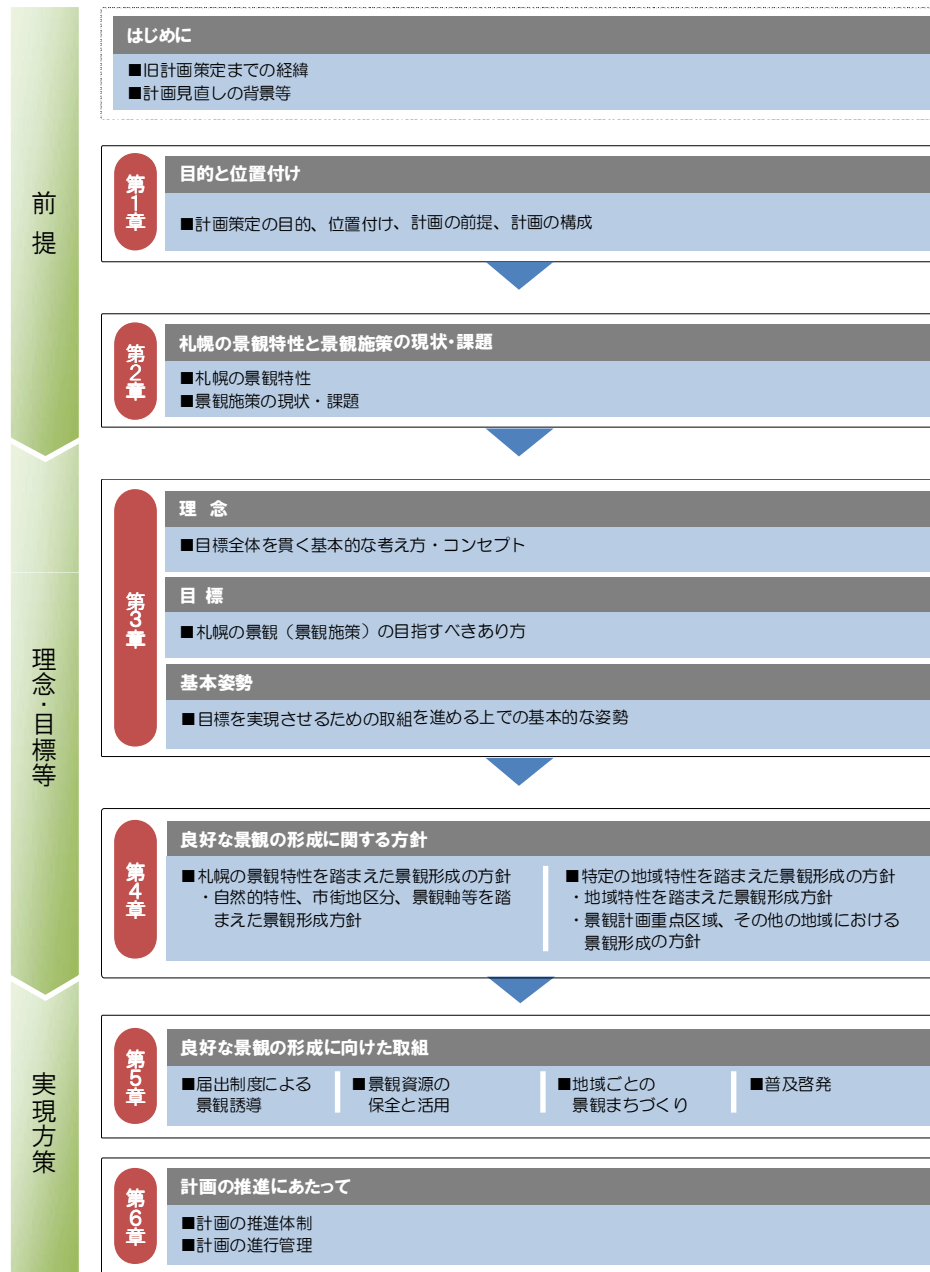 前提
はじめに
■旧計画策定までの経緯
■計画見直しの背景等
第1章
目的と位置付け
■計画策定の目的、位置付け、計画の前提、計画の構成
第2章
札幌の景観特性と景観施策の現状・課題
■札幌の景観特性
■景観施策の現状・課題
理念・目標等
第3章
理 念
■目標全体を貫く基本的な考え方・コンセプト
目 標
■札幌の景観（景観施策）の目指すべきあり方
基本姿勢
■目標を実現させるための取組を進める上での基本的な姿勢
第4章
良好な景観の形成に関する方針
■札幌の景観特性を踏まえた景観形成の方針
・自然的特性、市街地区分、景観軸等を踏
まえた景観形成方針
■特定の地域特性を踏まえた景観形成の方針
・地域特性を踏まえた景観形成方針
・景観計画重点区域、その他の地域における
景観形成の方針
実現方策
第5章
良好な景観の形成に向けた取組
■届出制度による
景観誘導
■景観資源の
保全と活用
■地域ごとの
景観まちづくり
■普及啓発
第6章
計画の推進にあたって
■計画の推進体制
■計画の進行管理